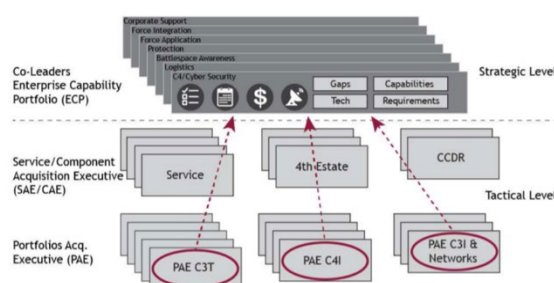 Corporate Support
Force Integration
Force Application
Protection
Battlespace Awareness
Logistics
C4/Cyber Security
Co-Leaders
Enterprise Capability
Portfolio (ECP)
Gaps
Capabilities
Tech
Requirements
Strategic Level
Service/Component
Acquisition Executive
(SAE/CAE)
Service
4th Estate
CCDR
Tactical Level
Portfolios Acq.
Executive (PAE)
PAE C3T
PAE C4I
PAE C3I &
Networks